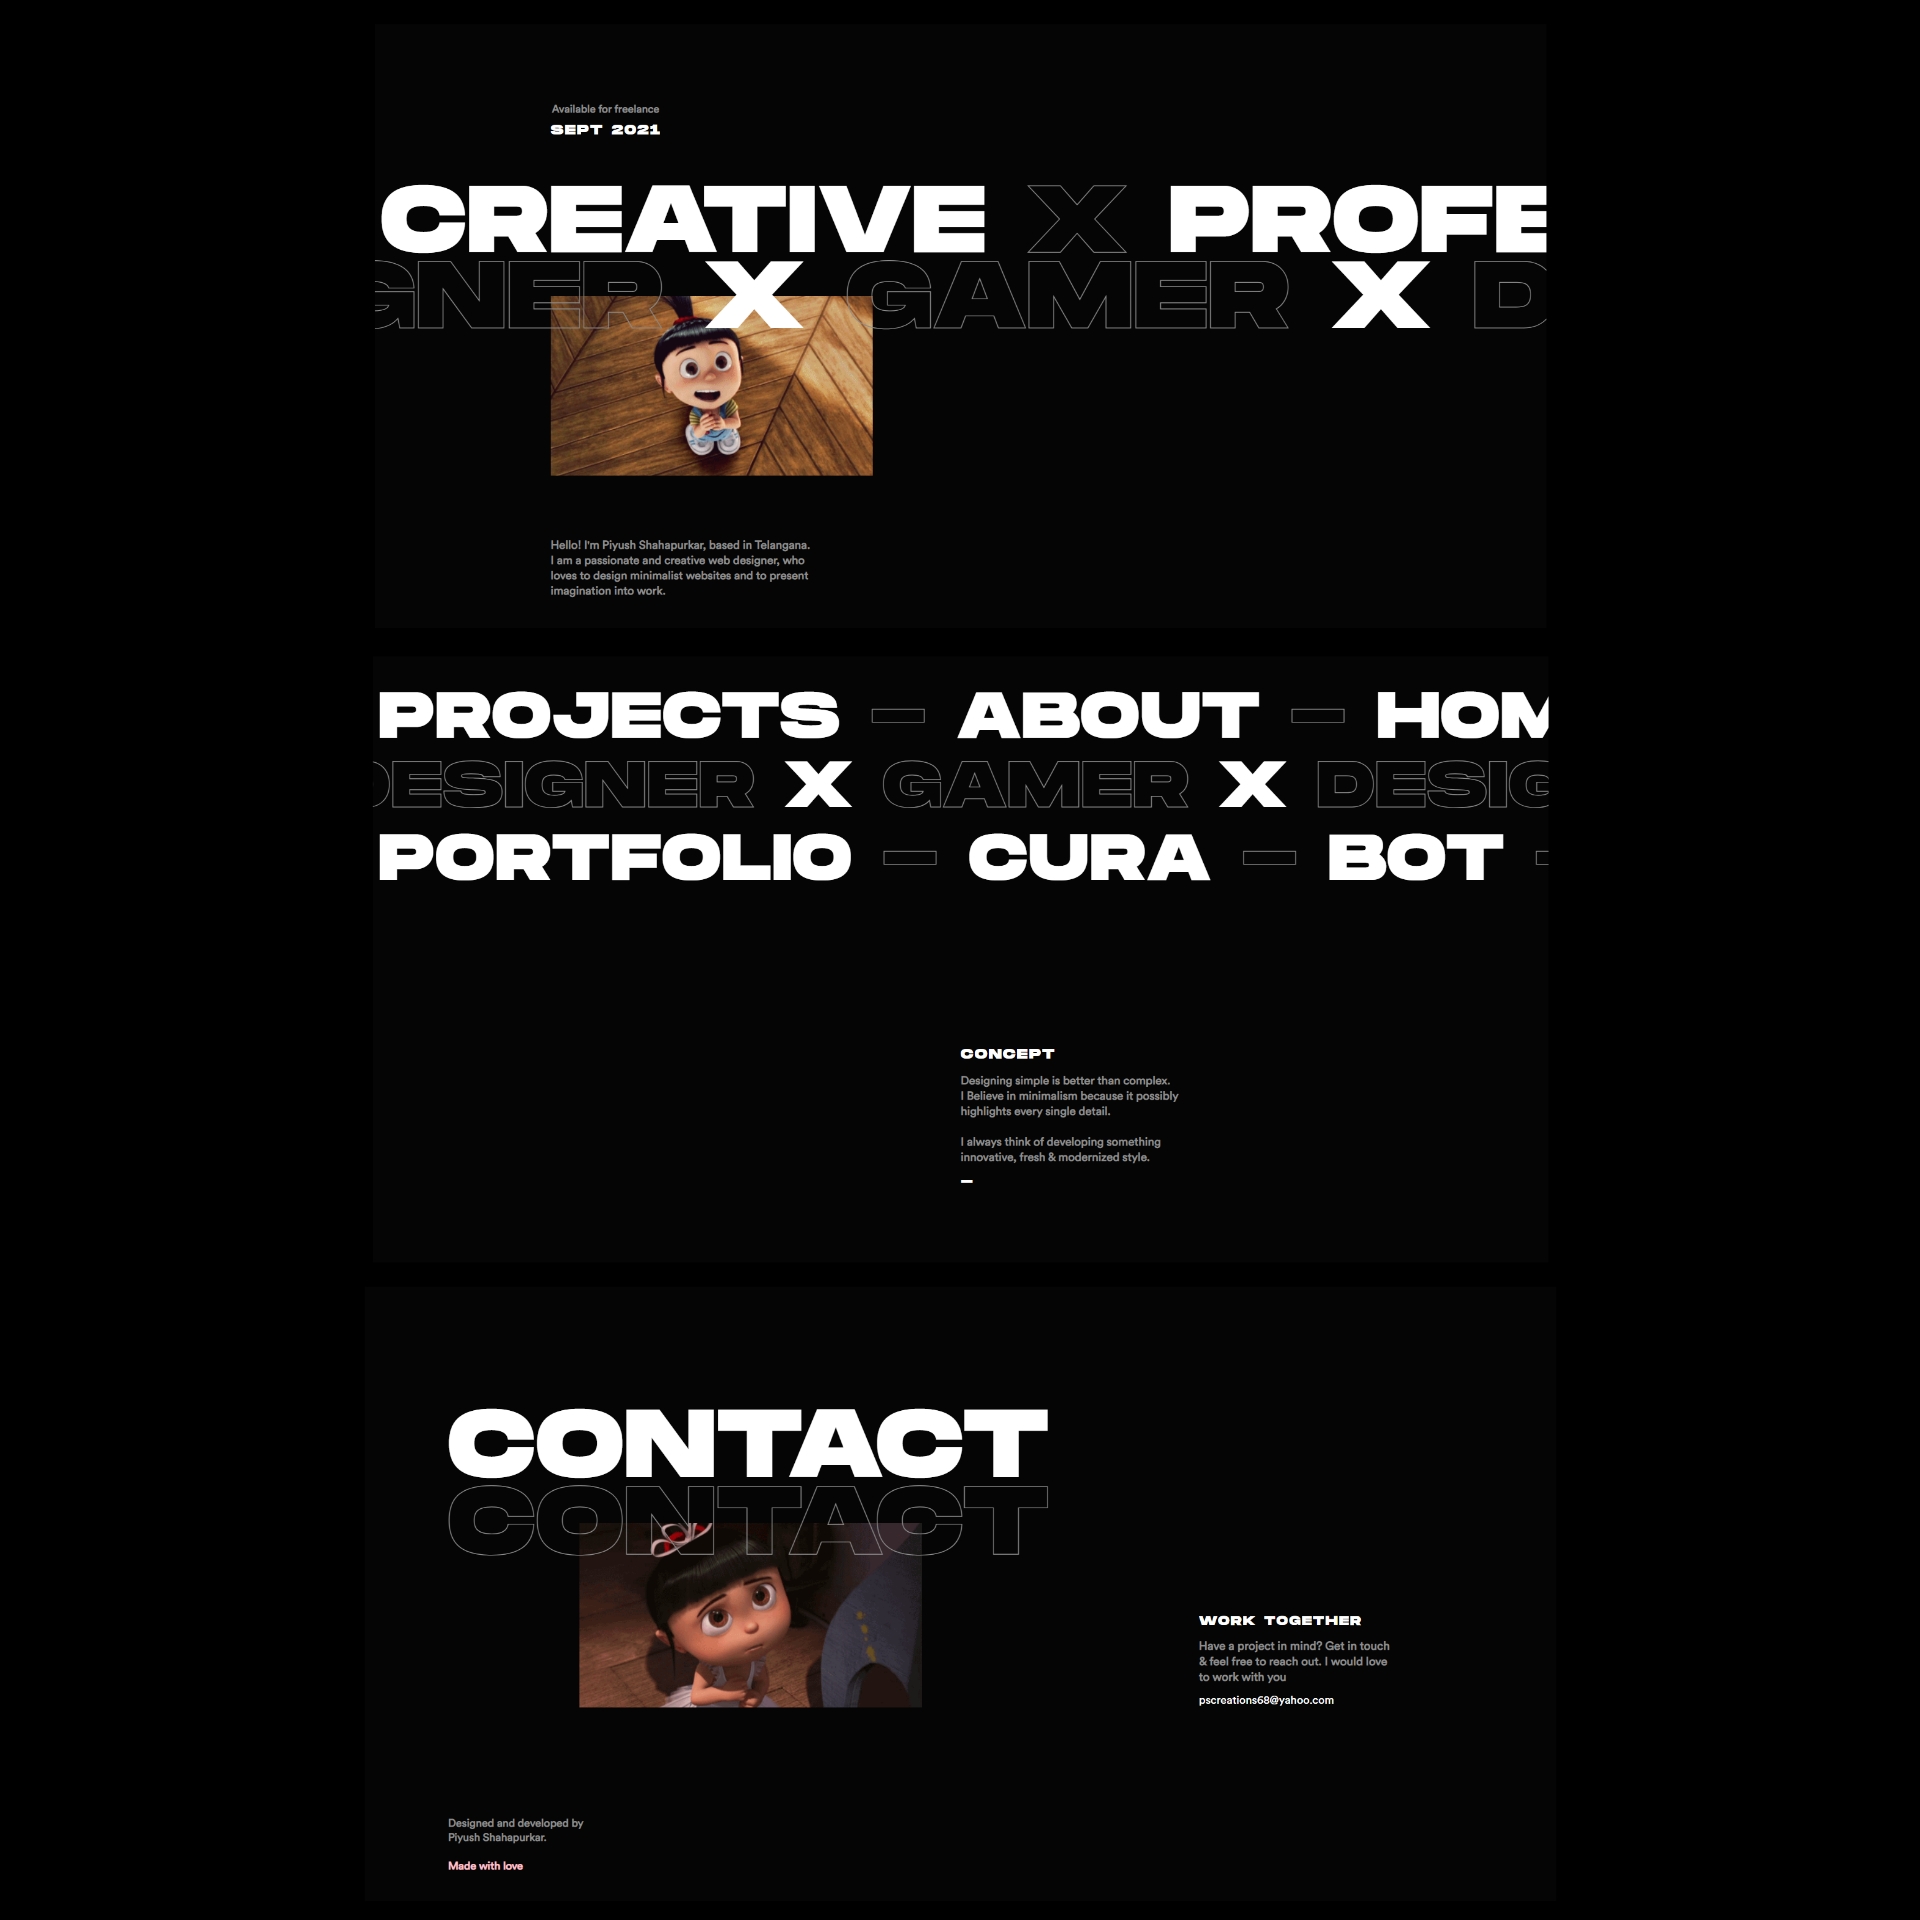 Available for freelance
SEPT 2021
CREATIVE X PROFE
GNER X GAMER X D
Hello! I'm Piyush Shahapurkar, based in Telangana.
I am a passionate and creative web designer, who
loves to design minimalist websites and to present
imagination into work.
PROJECTS — ABOUT — HOM
DESIGNER X GAMER X DESIG
PORTFOLIO — CURA — BOT —
CONCEPT
Designing simple is better than complex.
I Believe in minimalism because it possibly
highlights every single detail.
I always think of developing something
innovative, fresh & modernized style.
—
CONTACT
CONTACT
WORK TOGETHER
Have a project in mind? Get in touch
& feel free to reach out. I would love
to work with you
pscreations68@yahoo.com
Designed and developed by
Piyush Shahapurkar.
Made with love